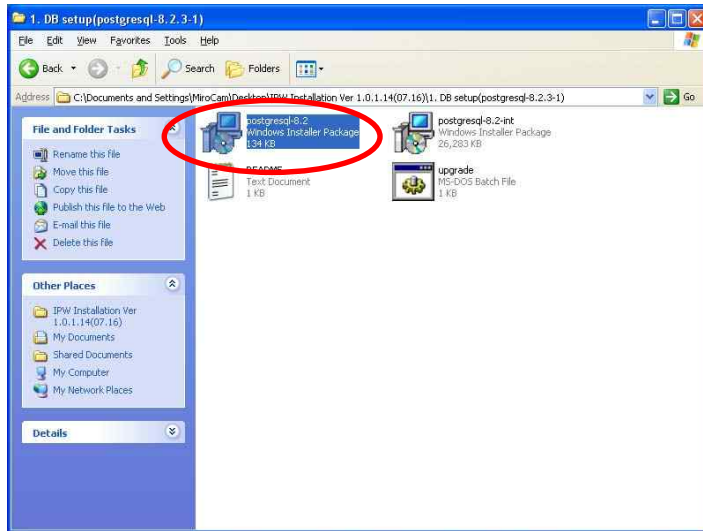 1. DB setup(postgresql-8.2.3-1)
File Edit View Favorites Tools Help
Back Search Folders
Address C:\Documents and Settings\MiroCam\Desktop\IPW Installation Ver 1.0.1.14(07.16)\1. DB setup(postgresql-8.2.3-1) Go
File and Folder Tasks
Rename this file
Move this file
Copy this file
Publish this file to the Web
E-mail this file
Delete this file
Other Places
IPW Installation Ver
1.0.1.14(07.16)
My Documents
Shared Documents
My Computer
My Network Places
Details
postgresql-8.2
Windows Installer Package
134 KB
postgresql-8.2-int
Windows Installer Package
26,283 KB
README
Text Document
1 KB
upgrade
MS-DOS Batch File
1 KB